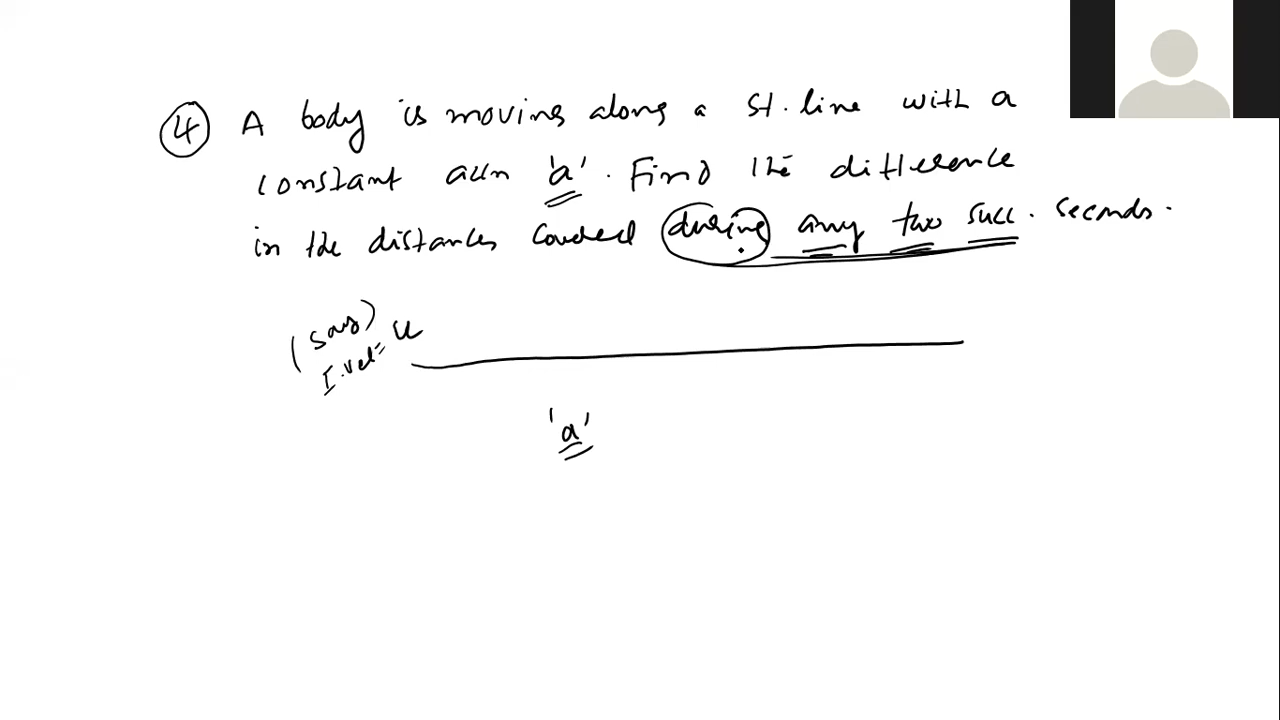 4 A body is moving along a st. line with a
constant accn 'a'. Find the difference
in the distances covered during any two succ. seconds.
(say)
I.vel = u
'a'